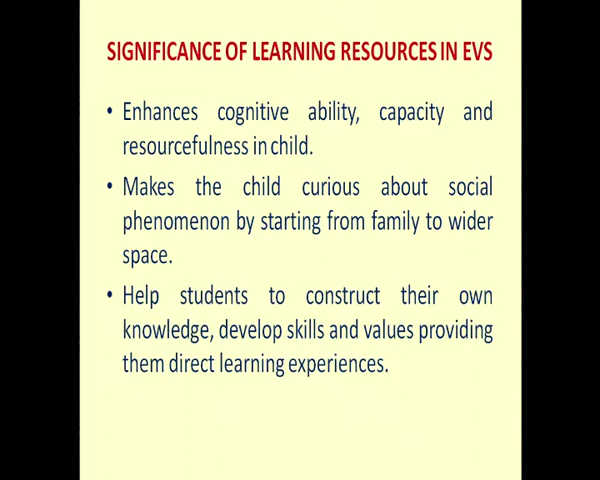 SIGNIFICANCE OF LEARNING RESOURCES IN EVS
• Enhances cognitive ability, capacity and
resourcefulness in child.
• Makes the child curious about social
phenomenon by starting from family to wider
space.
• Help students to construct their own
knowledge, develop skills and values providing
them direct learning experiences.